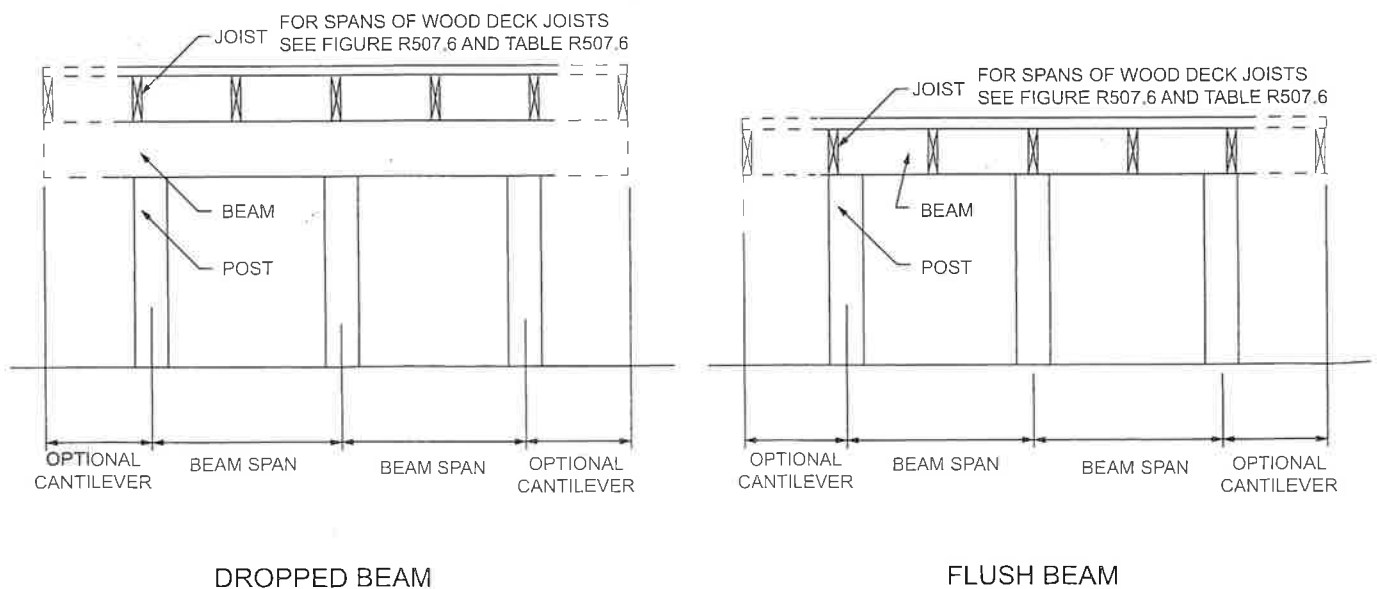 JOIST
FOR SPANS OF WOOD DECK JOISTS
SEE FIGURE R507.6 AND TABLE R507.6
BEAM
POST
OPTIONAL
CANTILEVER
BEAM SPAN
BEAM SPAN
OPTIONAL
CANTILEVER
DROPPED BEAM
JOIST
FOR SPANS OF WOOD DECK JOISTS
SEE FIGURE R507.6 AND TABLE R507.6
BEAM
POST
OPTIONAL
CANTILEVER
BEAM SPAN
BEAM SPAN
OPTIONAL
CANTILEVER
FLUSH BEAM